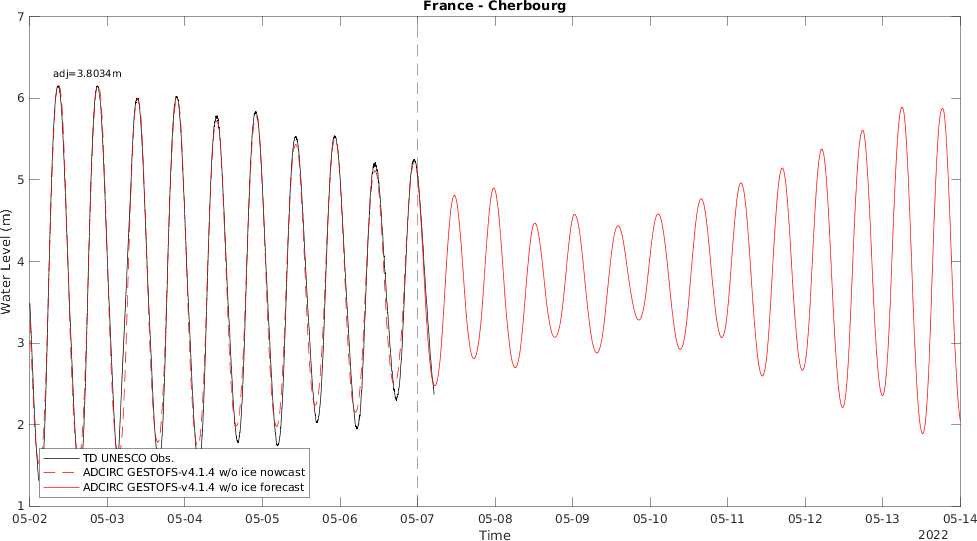 France - Cherbourg
adj=3.8034m
Water Level (m)
7
6
5
4
3
2
1
TD UNESCO Obs.
ADCIRC GESTOFS-v4.1.4 w/o ice nowcast
ADCIRC GESTOFS-v4.1.4 w/o ice forecast
05-02 05-03 05-04 05-05 05-06 05-07 05-08 05-09 05-10 05-11 05-12 05-13 05-14
Time
2022